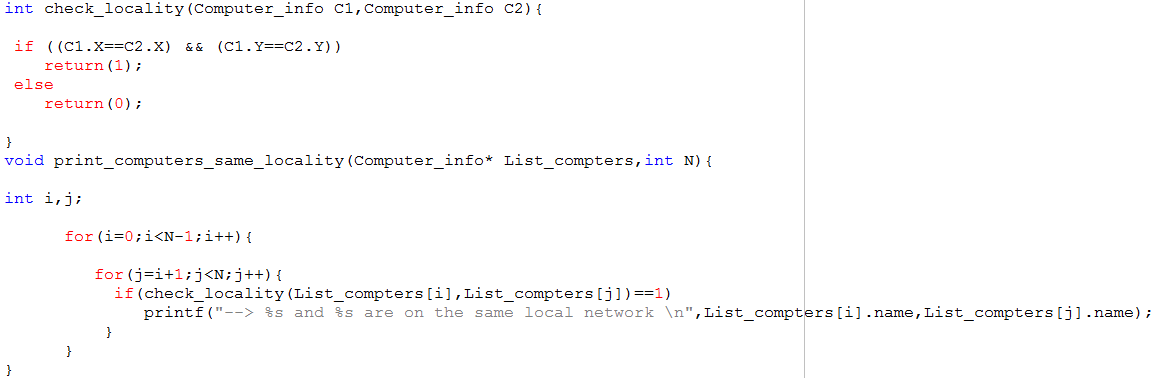 int check_locality(Computer_info C1,Computer_info C2){
if ((C1.X==C2.X) && (C1.Y==C2.Y))
return(1);
else
return(0);
}
void print_computers_same_locality(Computer_info* List_compters,int N){
int i,j;
for(i=0;i<N-1;i++){
for(j=i+1;j<N;j++){
if(check_locality(List_compters[i],List_compters[j])==1)
printf("--> %s and %s are on the same local network \n",List_compters[i].name,List_compters[j].name);
}
}
}